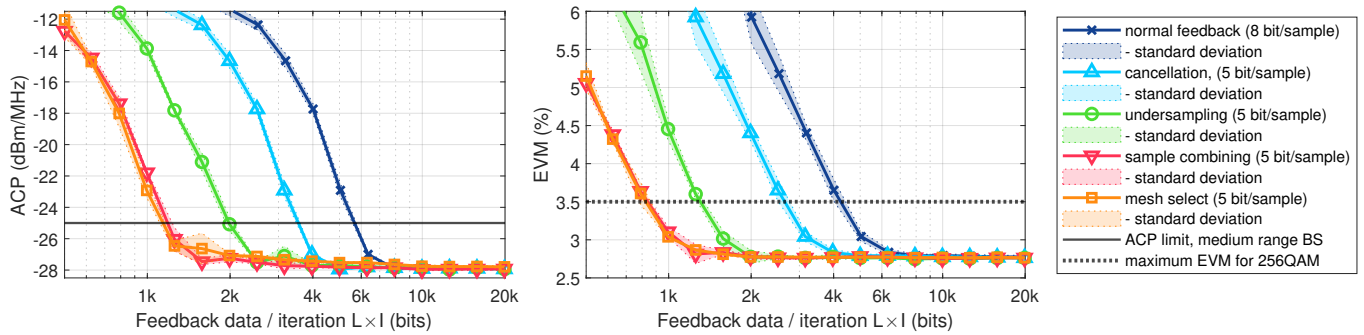 ACP (dBm/MHz)
-12
-14
-16
-18
-20
-22
-24
-26
-28
1k
2k
4k
10k
20k
Feedback data / iteration L×I (bits)
EVM (%)
6
5.5
5
4.5
4
3.5
3
2.5
1k
2k
4k
10k
20k
Feedback data / iteration L×I (bits)
normal feedback (8 bit/sample)
- standard deviation
cancellation, (5 bit/sample)
- standard deviation
undersampling (5 bit/sample)
- standard deviation
sample combining (5 bit/sample)
- standard deviation
mesh select (5 bit/sample)
- standard deviation
ACP limit, medium range BS
maximum EVM for 256QAM